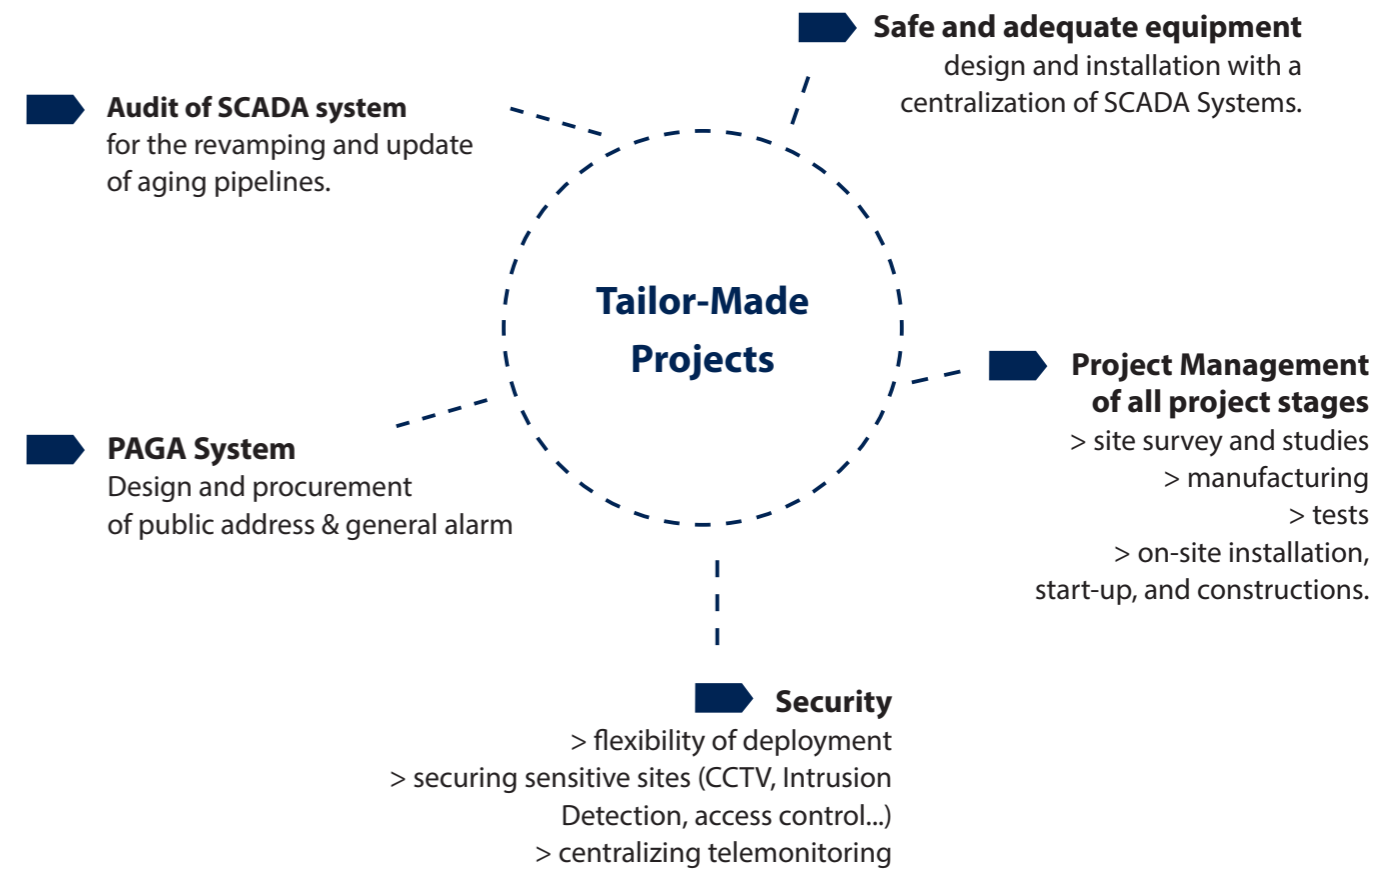 Safe and adequate equipment
design and installation with a
centralization of SCADA Systems.
Audit of SCADA system
for the revamping and update
of aging pipelines.
Tailor-Made
Projects
Project Management
of all project stages
> site survey and studies
> manufacturing
> tests
> on-site installation,
start-up, and constructions.
PAGA System
Design and procurement
of public address & general alarm
Security
> flexibility of deployment
> securing sensitive sites (CCTV, Intrusion
Detection, access control...)
> centralizing telemonitoring